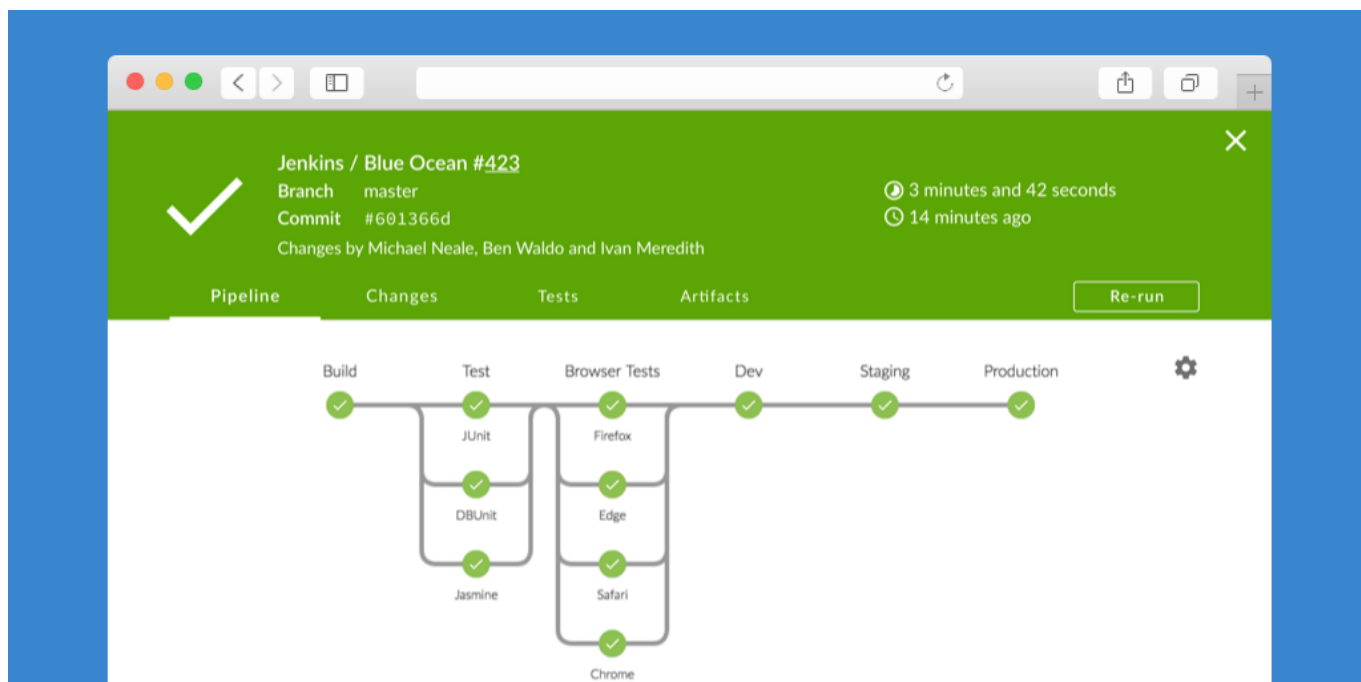 Jenkins / Blue Ocean #423
Branch master
Commit #601366d
3 minutes and 42 seconds
14 minutes ago
Changes by Michael Neale, Ben Waldo and Ivan Meredith
Pipeline Changes Tests Artifacts Re-run
Build Test Browser Tests Dev Staging Production
JUnit Firefox
DBUnit Edge
Jasmine Safari
Chrome